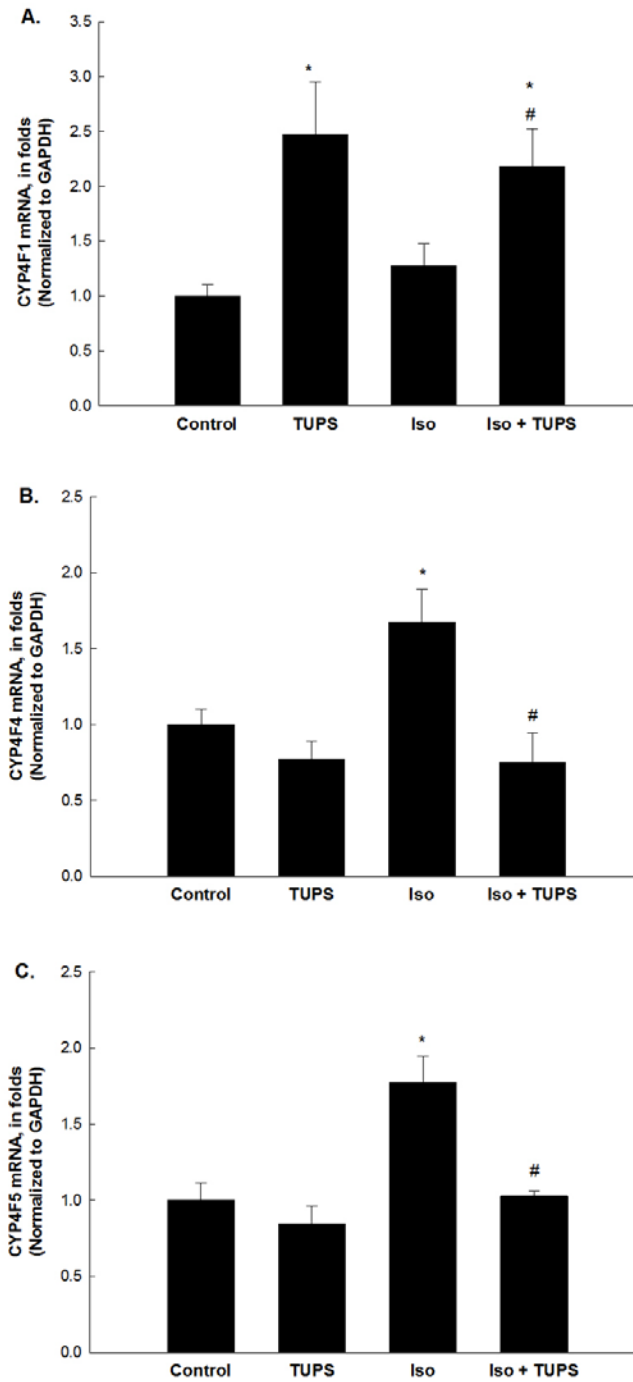 A.
CYP4F1 mRNA, in folds
(Normalized to GAPDH)
3.5
3.0
2.5
2.0
1.5
1.0
0.5
0.0
*
*
#
Control TUPS Iso Iso + TUPS
B.
CYP4F4 mRNA, in folds
(Normalized to GAPDH)
2.5
2.0
1.5
1.0
0.5
0.0
*
#
Control TUPS Iso Iso + TUPS
C.
CYP4F5 mRNA, in folds
(Normalized to GAPDH)
2.5
2.0
1.5
1.0
0.5
0.0
*
#
Control TUPS Iso Iso + TUPS